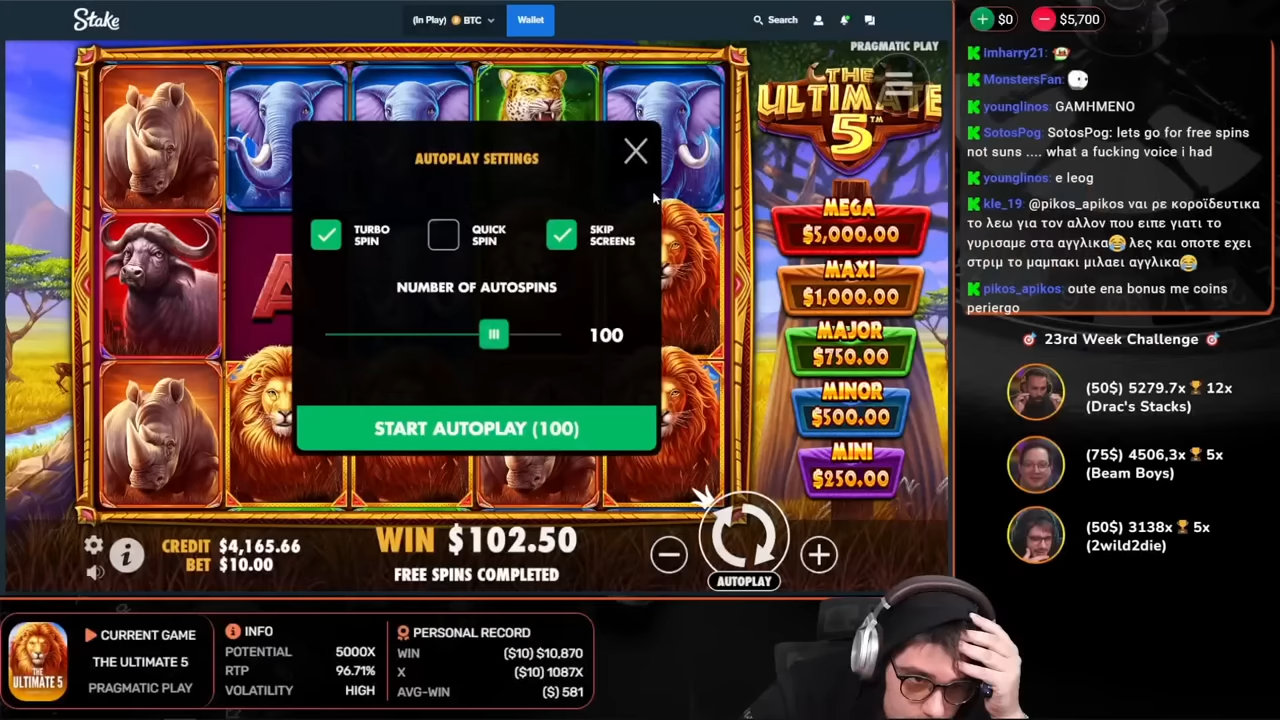 Stake
(In Play) BTC
Wallet
Search
PRAGMATIC PLAY
THE
ULTIMATE
5™
AUTOPLAY SETTINGS
TURBO
SPIN
QUICK
SPIN
SKIP
SCREENS
NUMBER OF AUTOSPINS
100
START AUTOPLAY (100)
MEGA
$5,000.00
MAXI
$1,000.00
MAJOR
$750.00
MINOR
$500.00
MINI
$250.00
CREDIT $4,165.66
BET $10.00
WIN $102.50
FREE SPINS COMPLETED
AUTOPLAY
$0
$5,700
Imharry21:
MonstersFan:
younglinos: GAMHMENO
SotosPog: SotosPog: lets go for free spins
not suns .... what a fucking voice i had
younglinos: e leog
kle_19: @pikos_apikos ναι ρε κοροϊδευτικα
το λεω για τον αλλον που ειπε γιατι το
γυρισαμε στα αγγλικα😂 λες και οποτε εχει
στριμ το μαμπακι μιλαει αγγλικα😂
pikos_apikos: oute ena bonus me coins
periergo
🎯 23rd Week Challenge 🎯
(50$) 5279.7x 🏆 12x
(Drac's Stacks)
(75$) 4506,3x 🏆 5x
(Beam Boys)
(50$) 3138x 🏆 5x
(2wild2die)
THE
ULTIMATE 5
CURRENT GAME
THE ULTIMATE 5
PRAGMATIC PLAY
INFO
POTENTIAL 5000X
RTP 96.71%
VOLATILITY HIGH
PERSONAL RECORD
WIN ($10) $10,870
X ($10) 1087X
AVG-WIN ($) 581